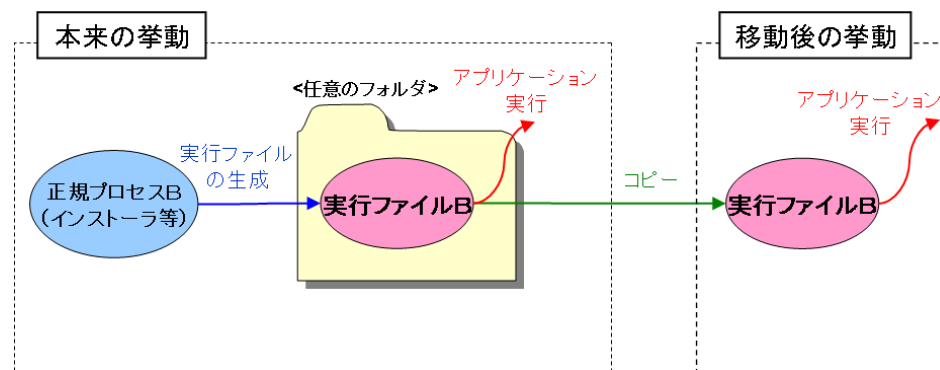 本来の挙動
移動後の挙動
<任意のフォルダ>
アプリケーション
実行
アプリケーション
実行
実行ファイル
の生成
正規プロセスB
(インストーラ等)
実行ファイルB
コピー
実行ファイルB